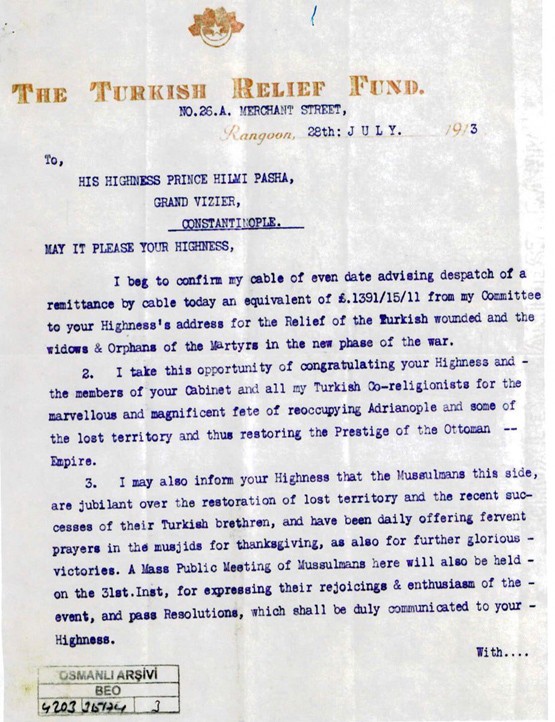 1
THE TURKISH RELIEF FUND.
NO.26.A. MERCHANT STREET,
Rangoon, 28th: JULY. 1913
To,
HIS HIGHNESS PRINCE HILMI PASHA,
GRAND VIZIER,
CONSTANTINOPLE.
MAY IT PLEASE YOUR HIGHNESS,
I beg to confirm my cable of even date advising despatch of a
remittance by cable today an equivalent of £.1391/15/11 from my Committee
to your Highness's address for the Relief of the Turkish wounded and the
widows & Orphans of the Martyrs in the new phase of the war.
2. I take this opportunity of congratulating your Highness and -
the members of your Cabinet and all my Turkish Co-religionists for the
marvellous and magnificent fete of reoccupying Adrianople and some of
the lost territory and thus restoring the Prestige of the Ottoman --
Empire.
3. I may also inform your Highness that the Mussulmans this side,
are jubilant over the restoration of lost territory and the recent suc-
cesses of their Turkish brethren, and have been daily offering fervent
prayers in the musjids for thanksgiving, as also for further glorious -
victories. A Mass Public Meeting of Mussulmans here will also be held -
on the 31st.Inst, for expressing their rejoicings & enthusiasm of the -
event, and pass Resolutions, which shall be duly communicated to your -
Highness.
With....
OSMANLI ARŞİVİ
BEO
4203 3